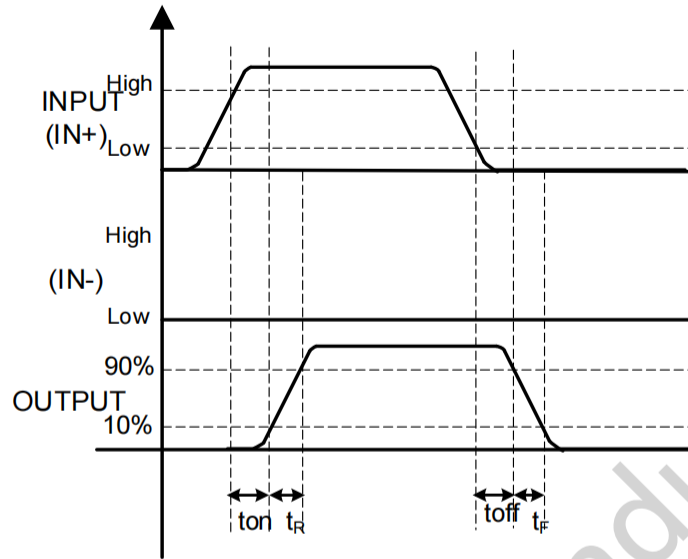 High
INPUT
(IN+)
Low
High
(IN-)
Low
90%
OUTPUT
10%
ton tR toff tF